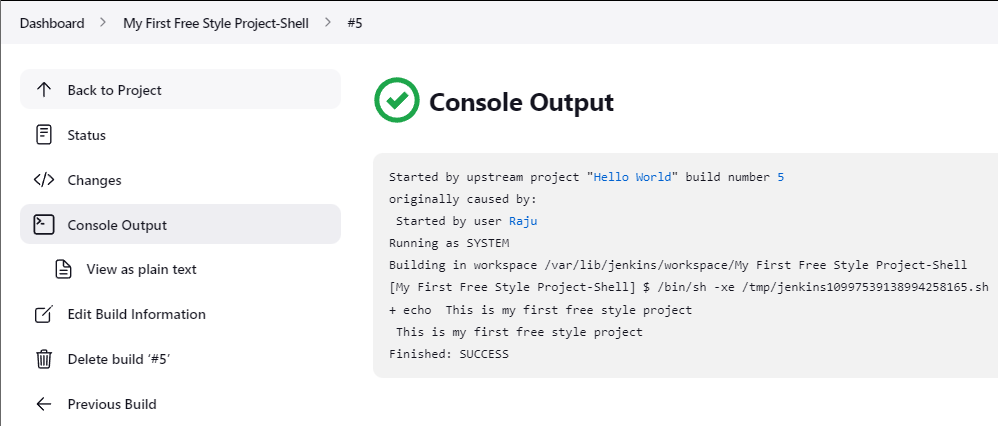 Dashboard > My First Free Style Project-Shell > #5
Back to Project
Status
Changes
Console Output
View as plain text
Edit Build Information
Delete build ‘#5’
Previous Build
Console Output
Started by upstream project "Hello World" build number 5
originally caused by:
 Started by user Raju
Running as SYSTEM
Building in workspace /var/lib/jenkins/workspace/My First Free Style Project-Shell
[My First Free Style Project-Shell] $ /bin/sh -xe /tmp/jenkins10997539138994258165.sh
+ echo  This is my first free style project
 This is my first free style project
Finished: SUCCESS